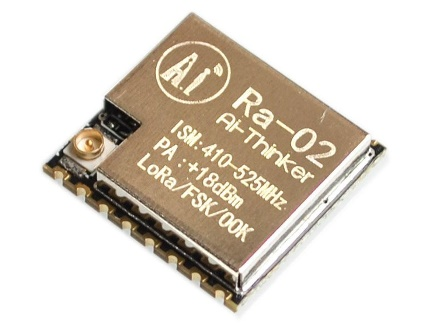 Ai
Ra-02
AI-Thinker
ISM:410-525MHz
PA :+18dBm
LoRa/FSK/OOK